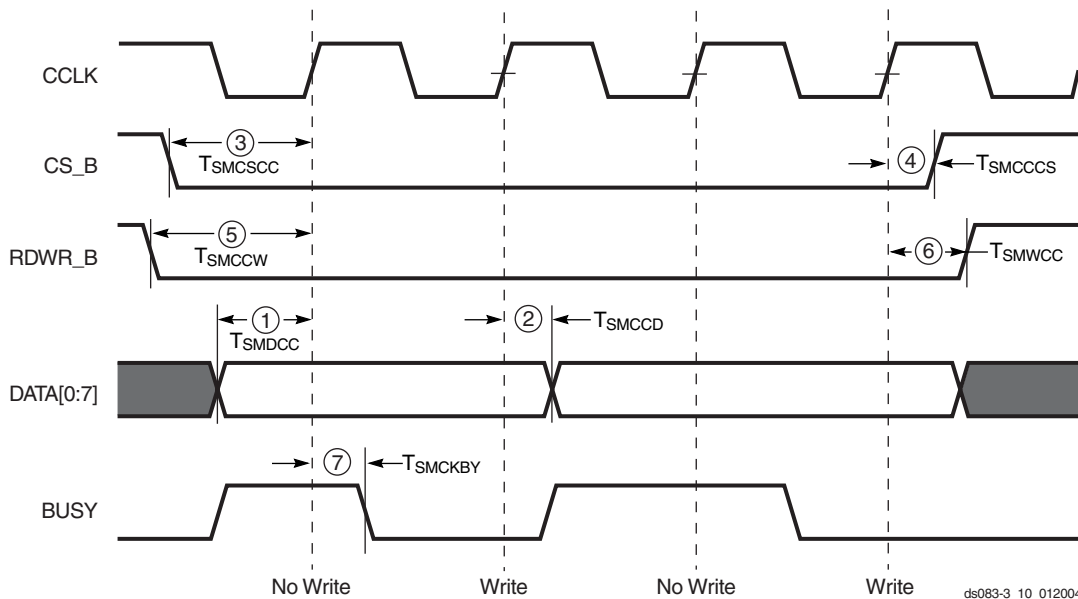 CCLK
CS_B
③
TSMCSCC
④
TSMCCCS
RDWR_B
⑤
TSMCCW
⑥
TSMWCC
DATA[0:7]
①
TSMDCC
②
TSMCCD
BUSY
⑦
TSMCKBY
No Write
Write
No Write
Write
ds083-3_10_012004